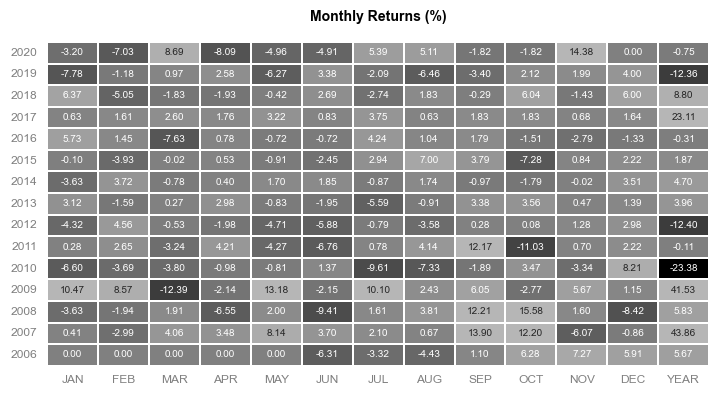 Monthly Returns (%)
2020 -3.20 -7.03 8.69 -8.09 -4.96 -4.91 5.39 5.11 -1.82 -1.82 14.38 0.00 -0.75
2019 -7.78 -1.18 0.97 2.58 -6.27 3.38 -2.09 -6.46 -3.40 2.12 1.99 4.00 -12.36
2018 6.37 -5.05 -1.83 -1.93 -0.42 2.69 -2.74 1.83 -0.29 6.04 -1.43 6.00 8.80
2017 0.63 1.61 2.60 1.76 3.22 0.83 3.75 0.63 1.83 1.83 0.68 1.64 23.11
2016 5.73 1.45 -7.63 0.78 -0.72 -0.72 4.24 1.04 1.79 -1.51 -2.79 -1.33 -0.31
2015 -0.10 -3.93 -0.02 0.53 -0.91 -2.45 2.94 7.00 3.79 -7.28 0.84 2.22 1.87
2014 -3.63 3.72 -0.78 0.40 1.70 1.85 -0.87 1.74 -0.97 -1.79 -0.02 3.51 4.70
2013 3.12 -1.59 0.27 2.98 -0.83 -1.95 -5.59 -0.91 3.38 3.56 0.47 1.39 3.96
2012 -4.32 4.56 -0.53 -1.98 -4.71 -5.88 -0.79 -3.58 0.28 0.08 1.28 2.98 -12.40
2011 0.28 2.65 -3.24 4.21 -4.27 -6.76 0.78 4.14 12.17 -11.03 0.70 2.22 -0.11
2010 -6.60 -3.69 -3.80 -0.98 -0.81 1.37 -9.61 -7.33 -1.89 3.47 -3.34 8.21 -23.38
2009 10.47 8.57 -12.39 -2.14 13.18 -2.15 10.10 2.43 6.05 -2.77 5.67 1.15 41.53
2008 -3.63 -1.94 1.91 -6.55 2.00 -9.41 1.61 3.81 12.21 15.58 1.60 -8.42 5.83
2007 0.41 -2.99 4.06 3.48 8.14 3.70 2.10 0.67 13.90 12.20 -6.07 -0.86 43.86
2006 0.00 0.00 0.00 0.00 0.00 -6.31 -3.32 -4.43 1.10 6.28 7.27 5.91 5.67
JAN FEB MAR APR MAY JUN JUL AUG SEP OCT NOV DEC YEAR